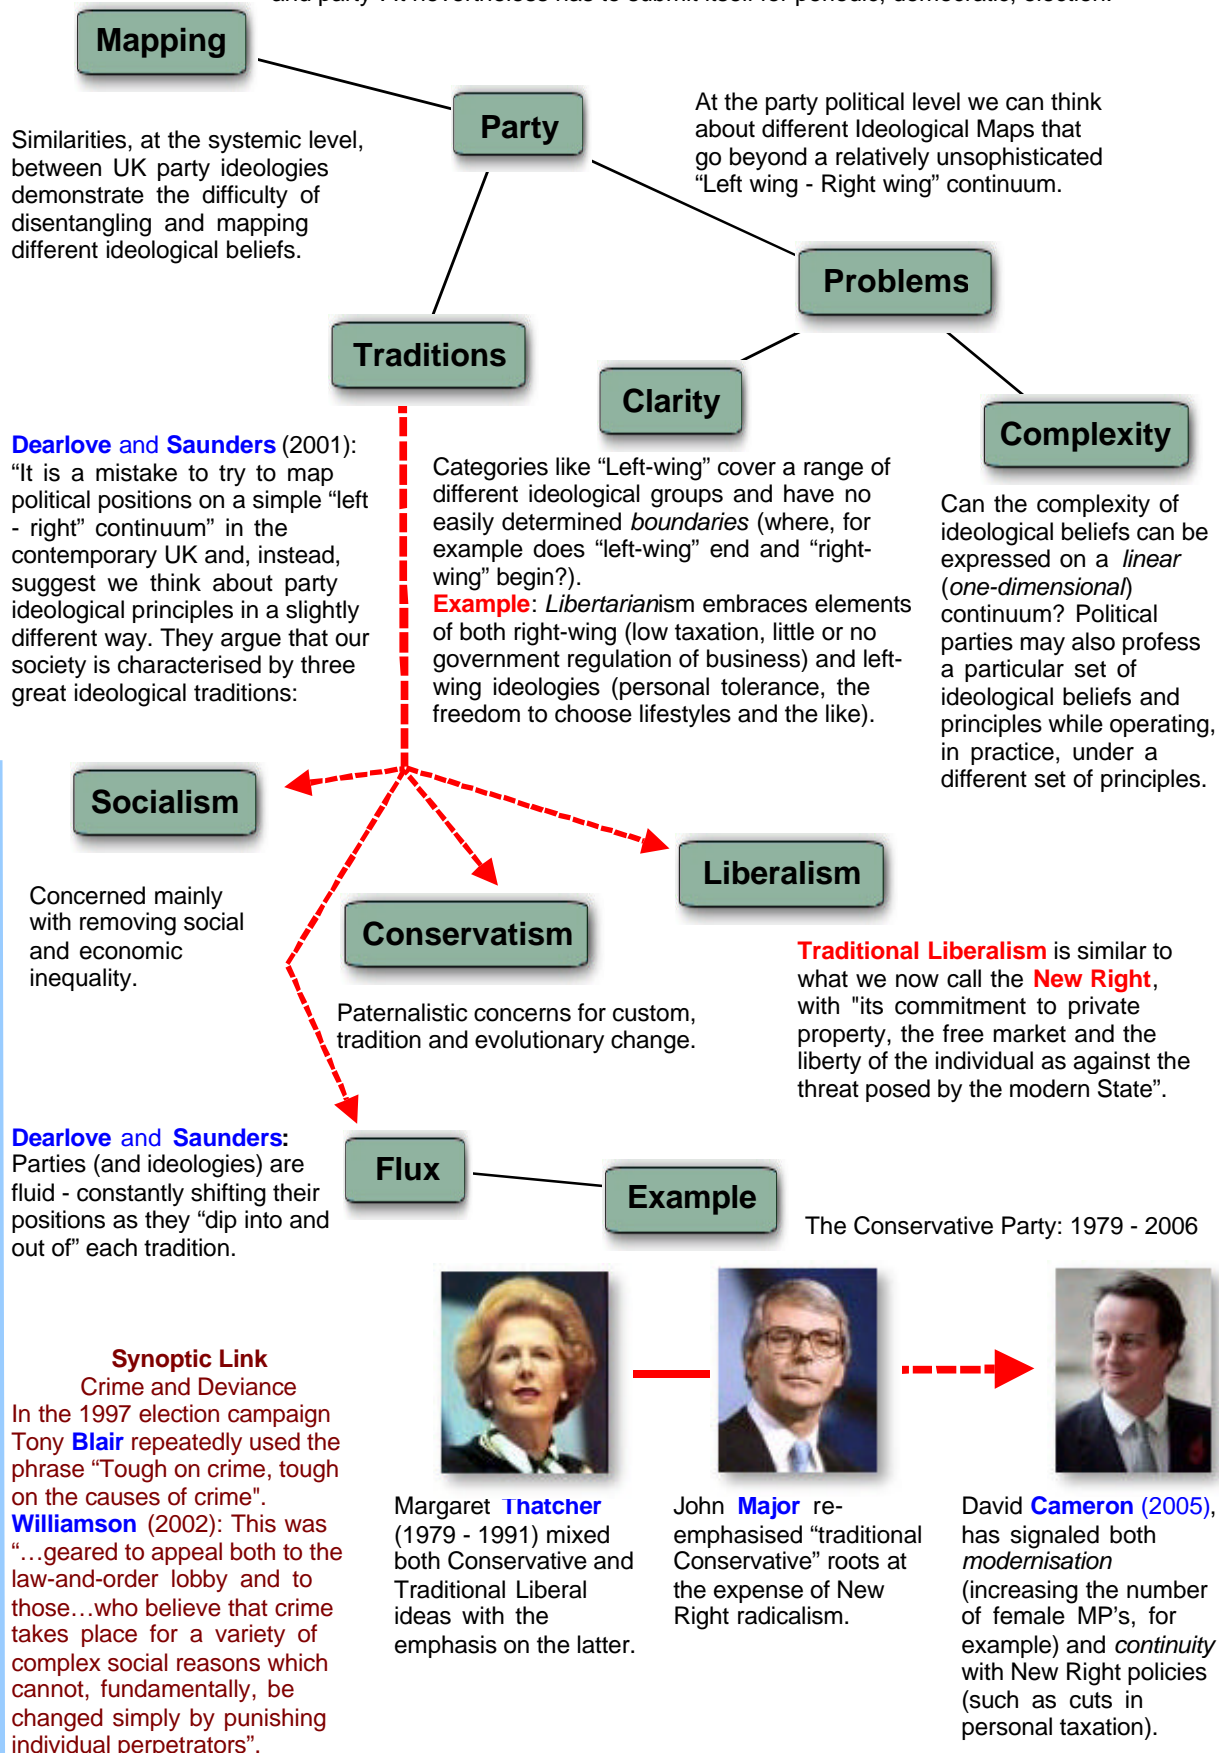 and party . It nevertheless has to submit itself for periodic, democratic, election.
Mapping
Party
At the party political level we can think
about different Ideological Maps that
go beyond a relatively unsophisticated
“Left wing - Right wing” continuum.
Similarities, at the systemic level,
between UK party ideologies
demonstrate the difficulty of
disentangling and mapping
different ideological beliefs.
Problems
Traditions
Clarity
Complexity
Dearlove and Saunders (2001):
“It is a mistake to try to map
political positions on a simple “left
- right” continuum” in the
contemporary UK and, instead,
suggest we think about party
ideological principles in a slightly
different way. They argue that our
society is characterised by three
great ideological traditions:
Categories like “Left-wing” cover a range of
different ideological groups and have no
easily determined boundaries (where, for
example does “left-wing” end and “right-
wing” begin?).
Example: Libertarianism embraces elements
of both right-wing (low taxation, little or no
government regulation of business) and left-
wing ideologies (personal tolerance, the
freedom to choose lifestyles and the like).
Can the complexity of
ideological beliefs can be
expressed on a linear
(one-dimensional)
continuum? Political
parties may also profess
a particular set of
ideological beliefs and
principles while operating,
in practice, under a
different set of principles.
Socialism
Liberalism
Conservatism
Concerned mainly
with removing social
and economic
inequality.
Paternalistic concerns for custom,
tradition and evolutionary change.
Traditional Liberalism is similar to
what we now call the New Right,
with "its commitment to private
property, the free market and the
liberty of the individual as against the
threat posed by the modern State”.
Dearlove and Saunders:
Parties (and ideologies) are
fluid - constantly shifting their
positions as they “dip into and
out of” each tradition.
Flux
Example
The Conservative Party: 1979 - 2006
Synoptic Link
Crime and Deviance
In the 1997 election campaign
Tony Blair repeatedly used the
phrase “Tough on crime, tough
on the causes of crime".
Williamson (2002): This was
“…geared to appeal both to the
law-and-order lobby and to
those…who believe that crime
takes place for a variety of
complex social reasons which
cannot, fundamentally, be
changed simply by punishing
individual perpetrators”.
Margaret Thatcher
(1979 - 1991) mixed
both Conservative and
Traditional Liberal
ideas with the
emphasis on the latter.
John Major re-
emphasised “traditional
Conservative” roots at
the expense of New
Right radicalism.
David Cameron (2005),
has signaled both
modernisation
(increasing the number
of female MP’s, for
example) and continuity
with New Right policies
(such as cuts in
personal taxation).